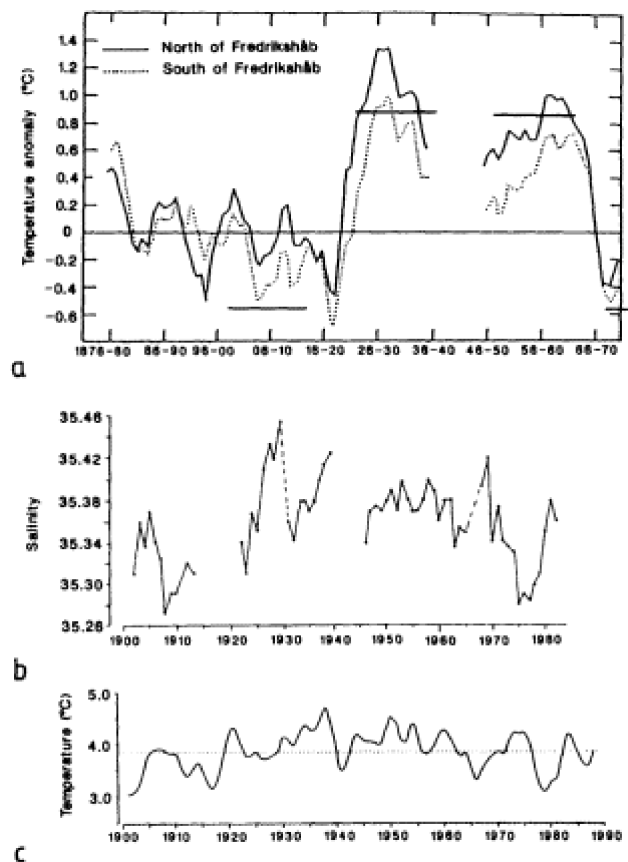 1.4
1.2
1.0
0.8
0.6
0.4
0.2
0
-0.2
-0.4
-0.6
Temperature anomaly (°C)
North of Fredrikshåb
South of Fredrikshåb
1876-80 86-90 96-00 06-10 16-20 26-30 36-40 46-50 56-60 66-70
a
35.46
35.42
35.38
35.34
35.30
35.26
Salinity
1900 1910 1920 1930 1940 1950 1960 1970 1980
b
5.0
4.0
3.0
Temperature (°C)
1900 1910 1920 1930 1940 1950 1960 1970 1980 1990
c